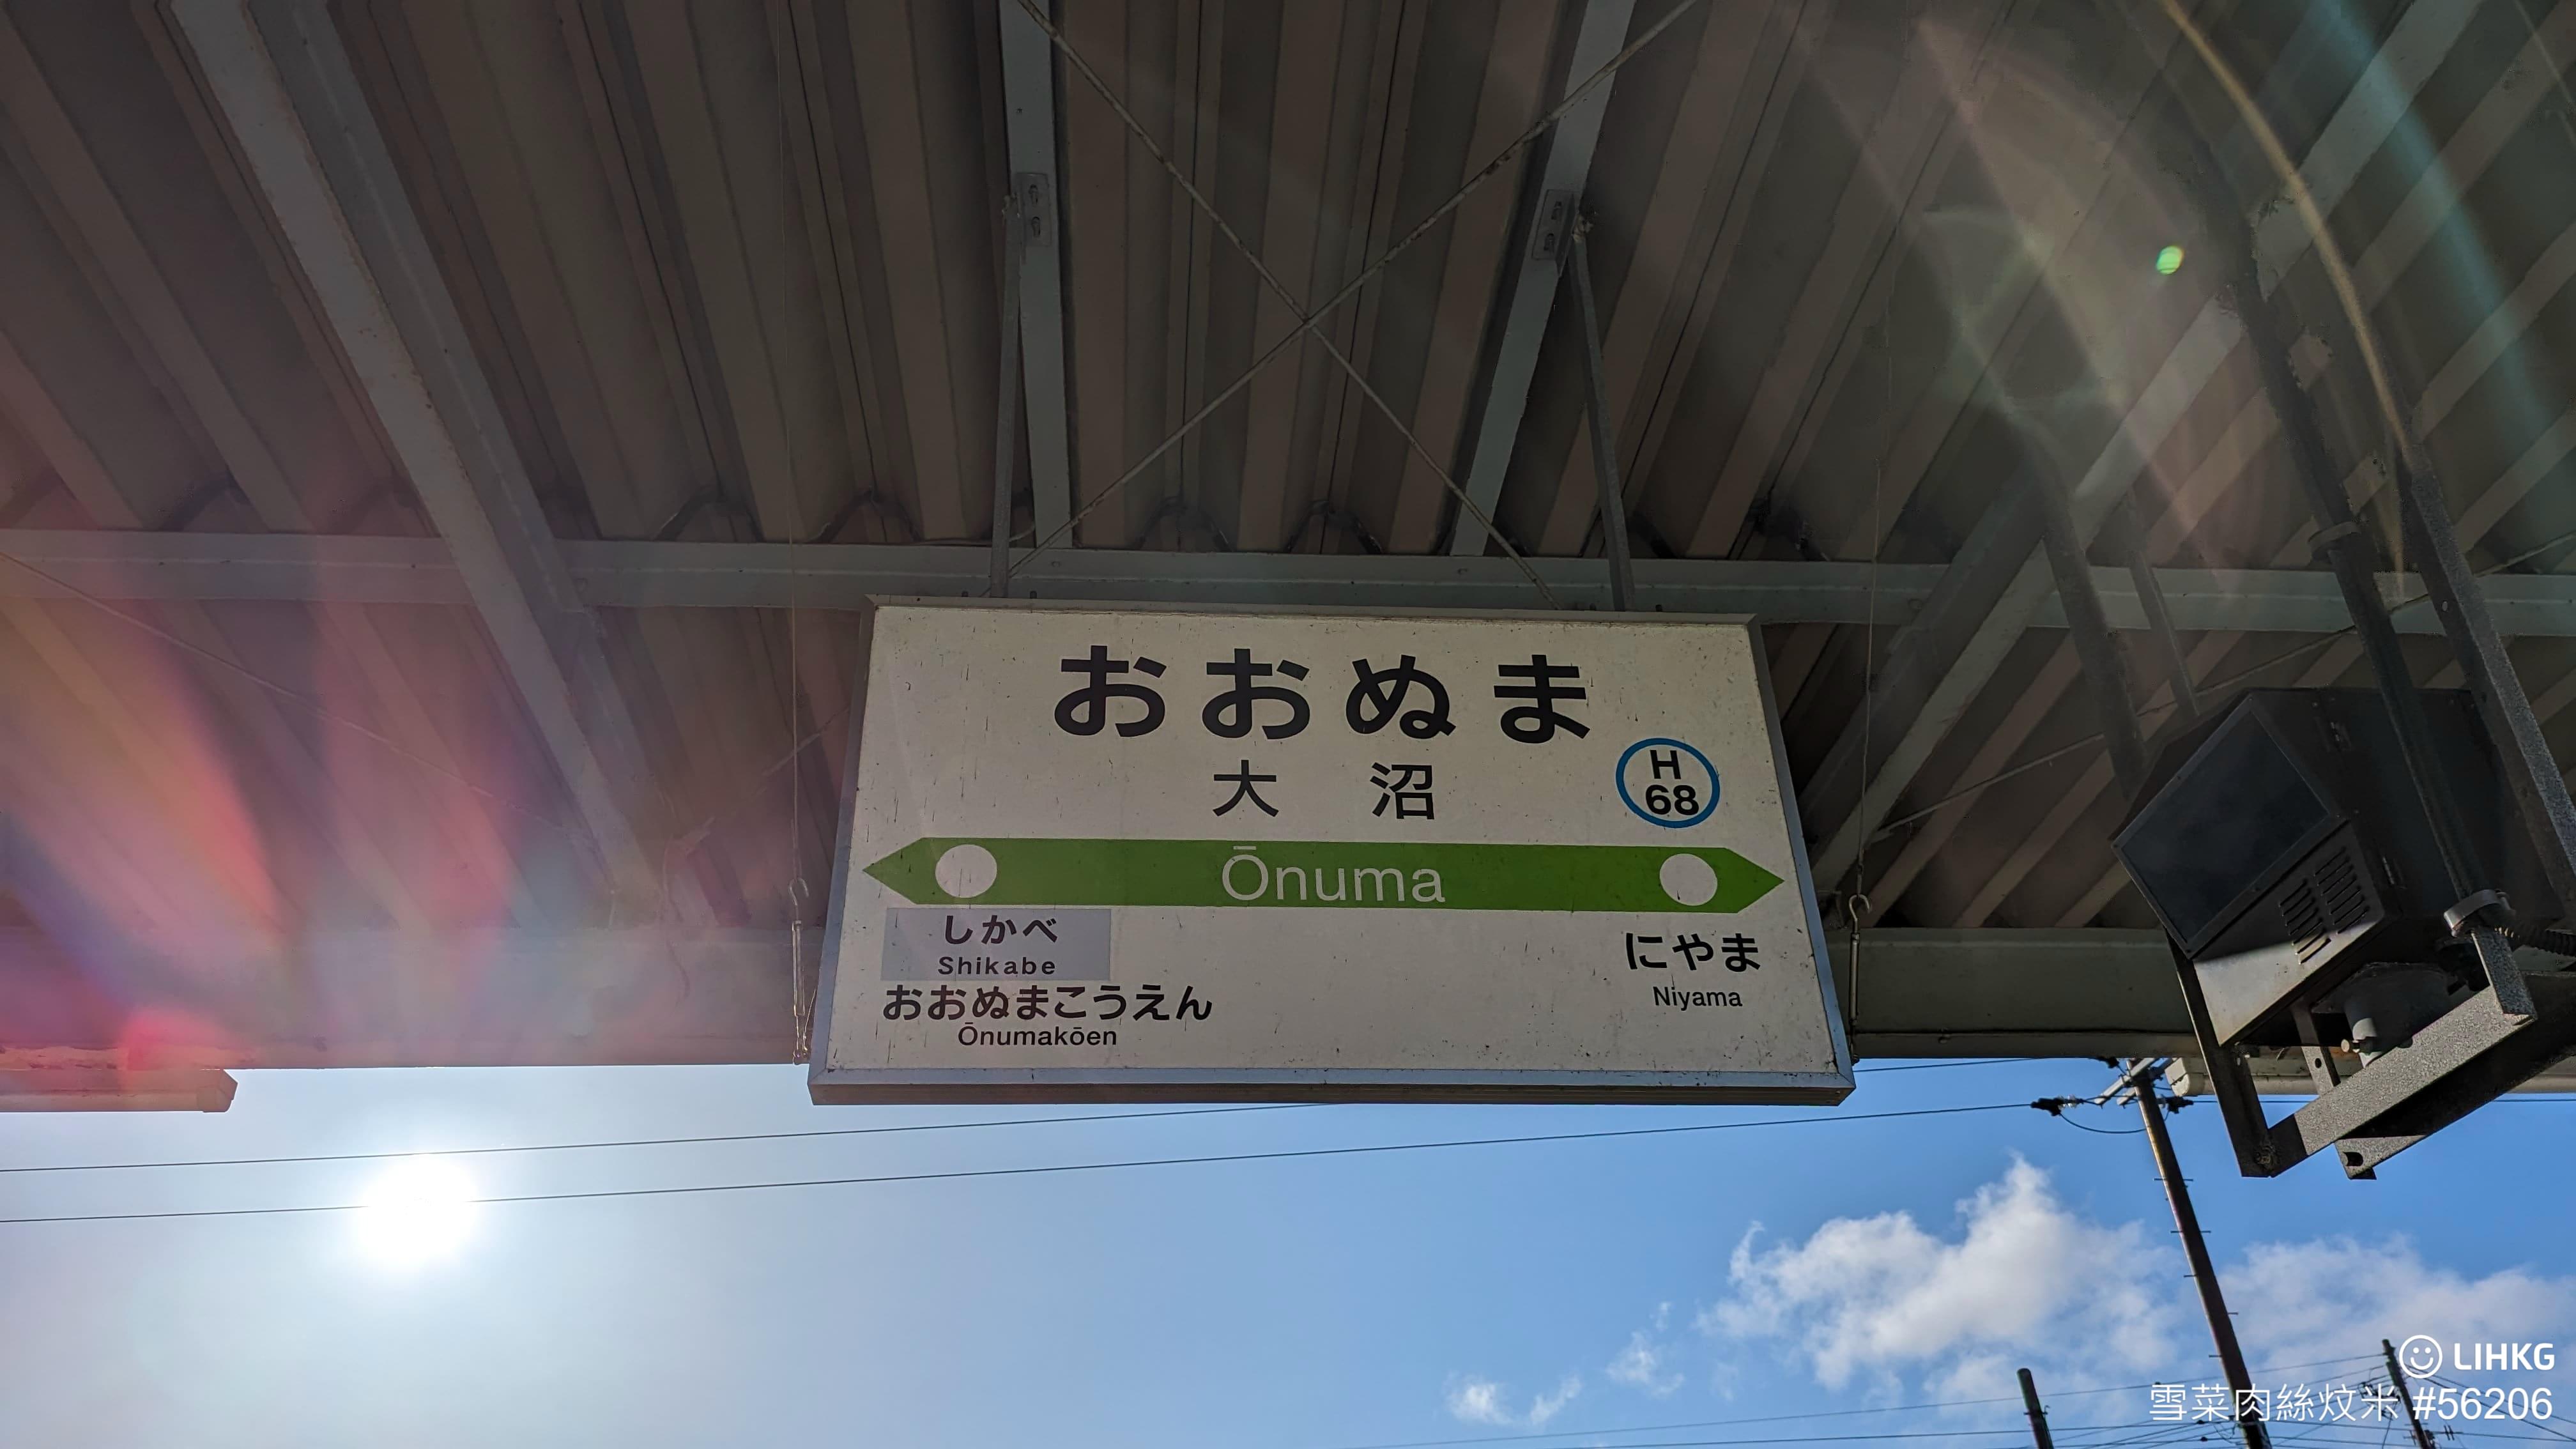 おおぬま
大沼
H
68
Ōnuma
しかべ
Shikabe
おおぬまこうえん
Ōnumakōen
にやま
Niyama
LIHKG
雪菜肉絲炆米 #56206